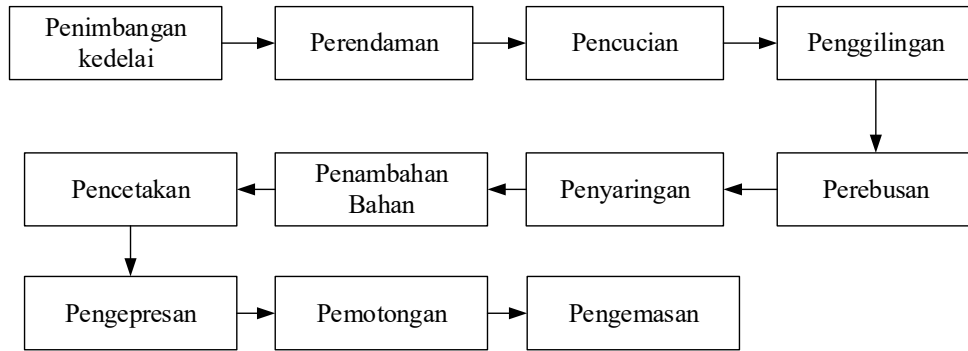 Penimbangan
kedelai
Perendaman
Pencucian
Penggilingan
Perebusan
Penyaringan
Penambahan
Bahan
Pencetakan
Pengepresan
Pemotongan
Pengemasan